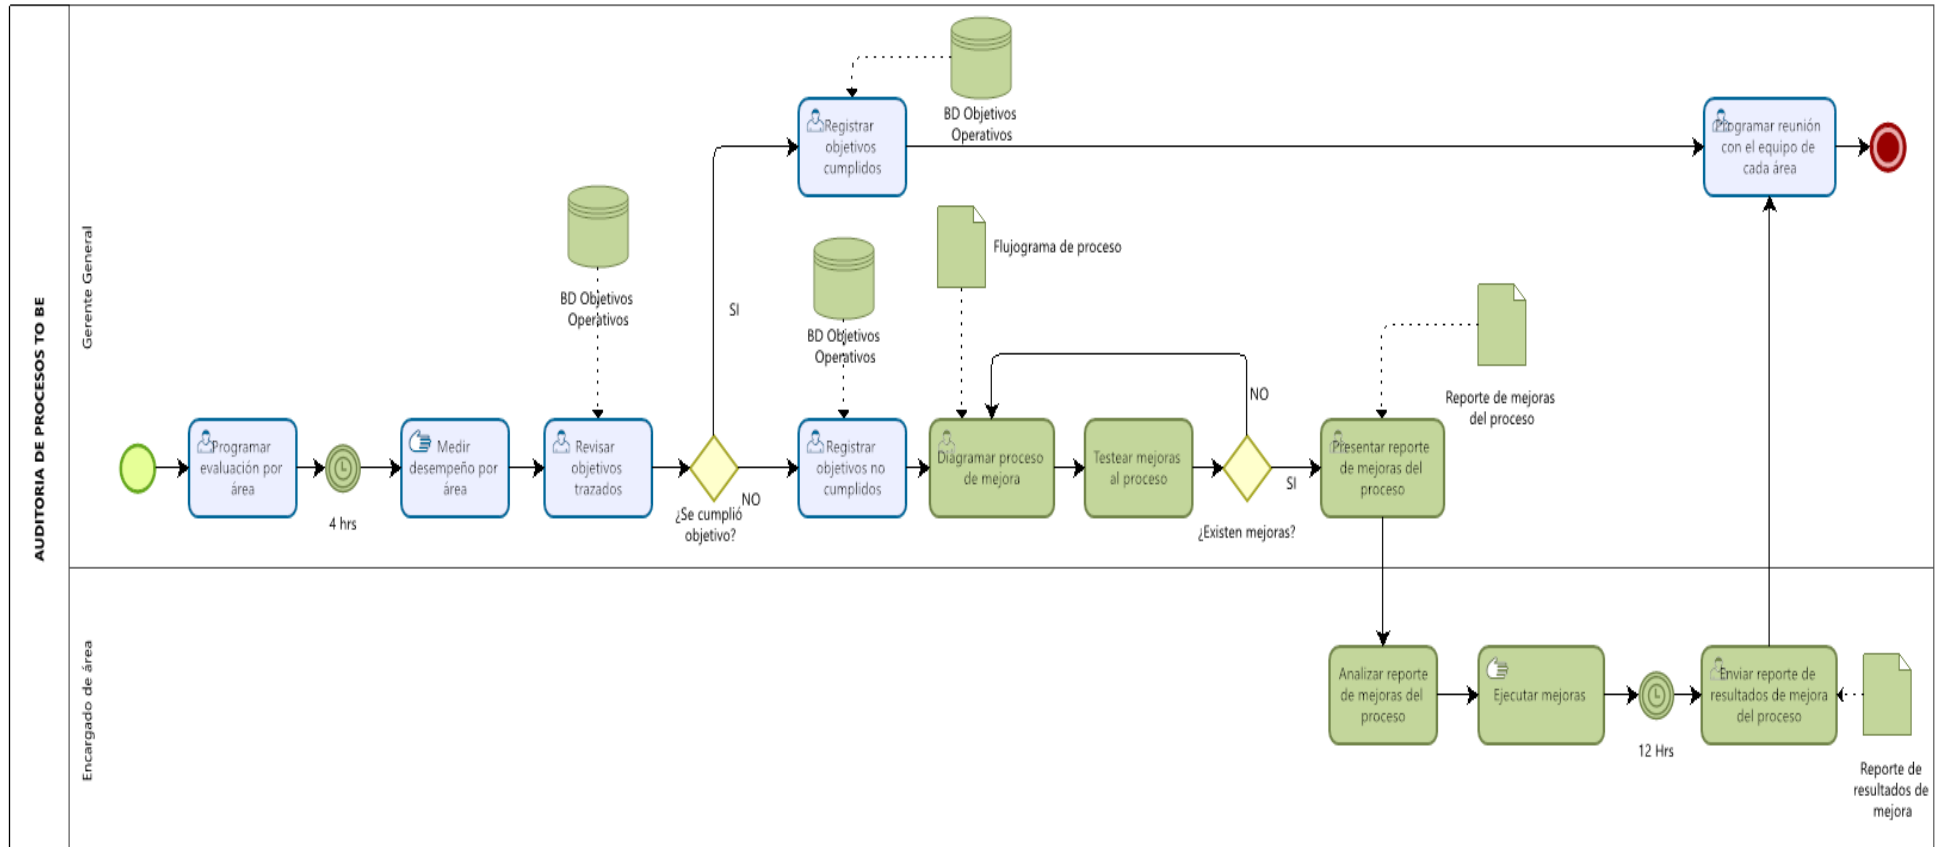 AUDITORIA DE PROCESOS TO BE
Gerente General
Programar
evaluación por
área
4 hrs
Medir
desempeño por
área
BD Objetivos
Operativos
Revisar
objetivos
trazados
¿Se cumplió
objetivo?
SI
NO
BD Objetivos
Operativos
Registrar
objetivos
cumplidos
BD Objetivos
Operativos
Registrar
objetivos no
cumplidos
Flujograma de proceso
Diagramar proceso
de mejora
Testear mejoras
al proceso
¿Existen mejoras?
NO
SI
Reporte de mejoras
del proceso
Presentar reporte
de mejoras del
proceso
Programar reunión
con el equipo de
cada área
Encargado de área
Analizar reporte
de mejoras del
proceso
Ejecutar mejoras
12 Hrs
Enviar reporte de
resultados de mejora
del proceso
Reporte de
resultados de
mejora